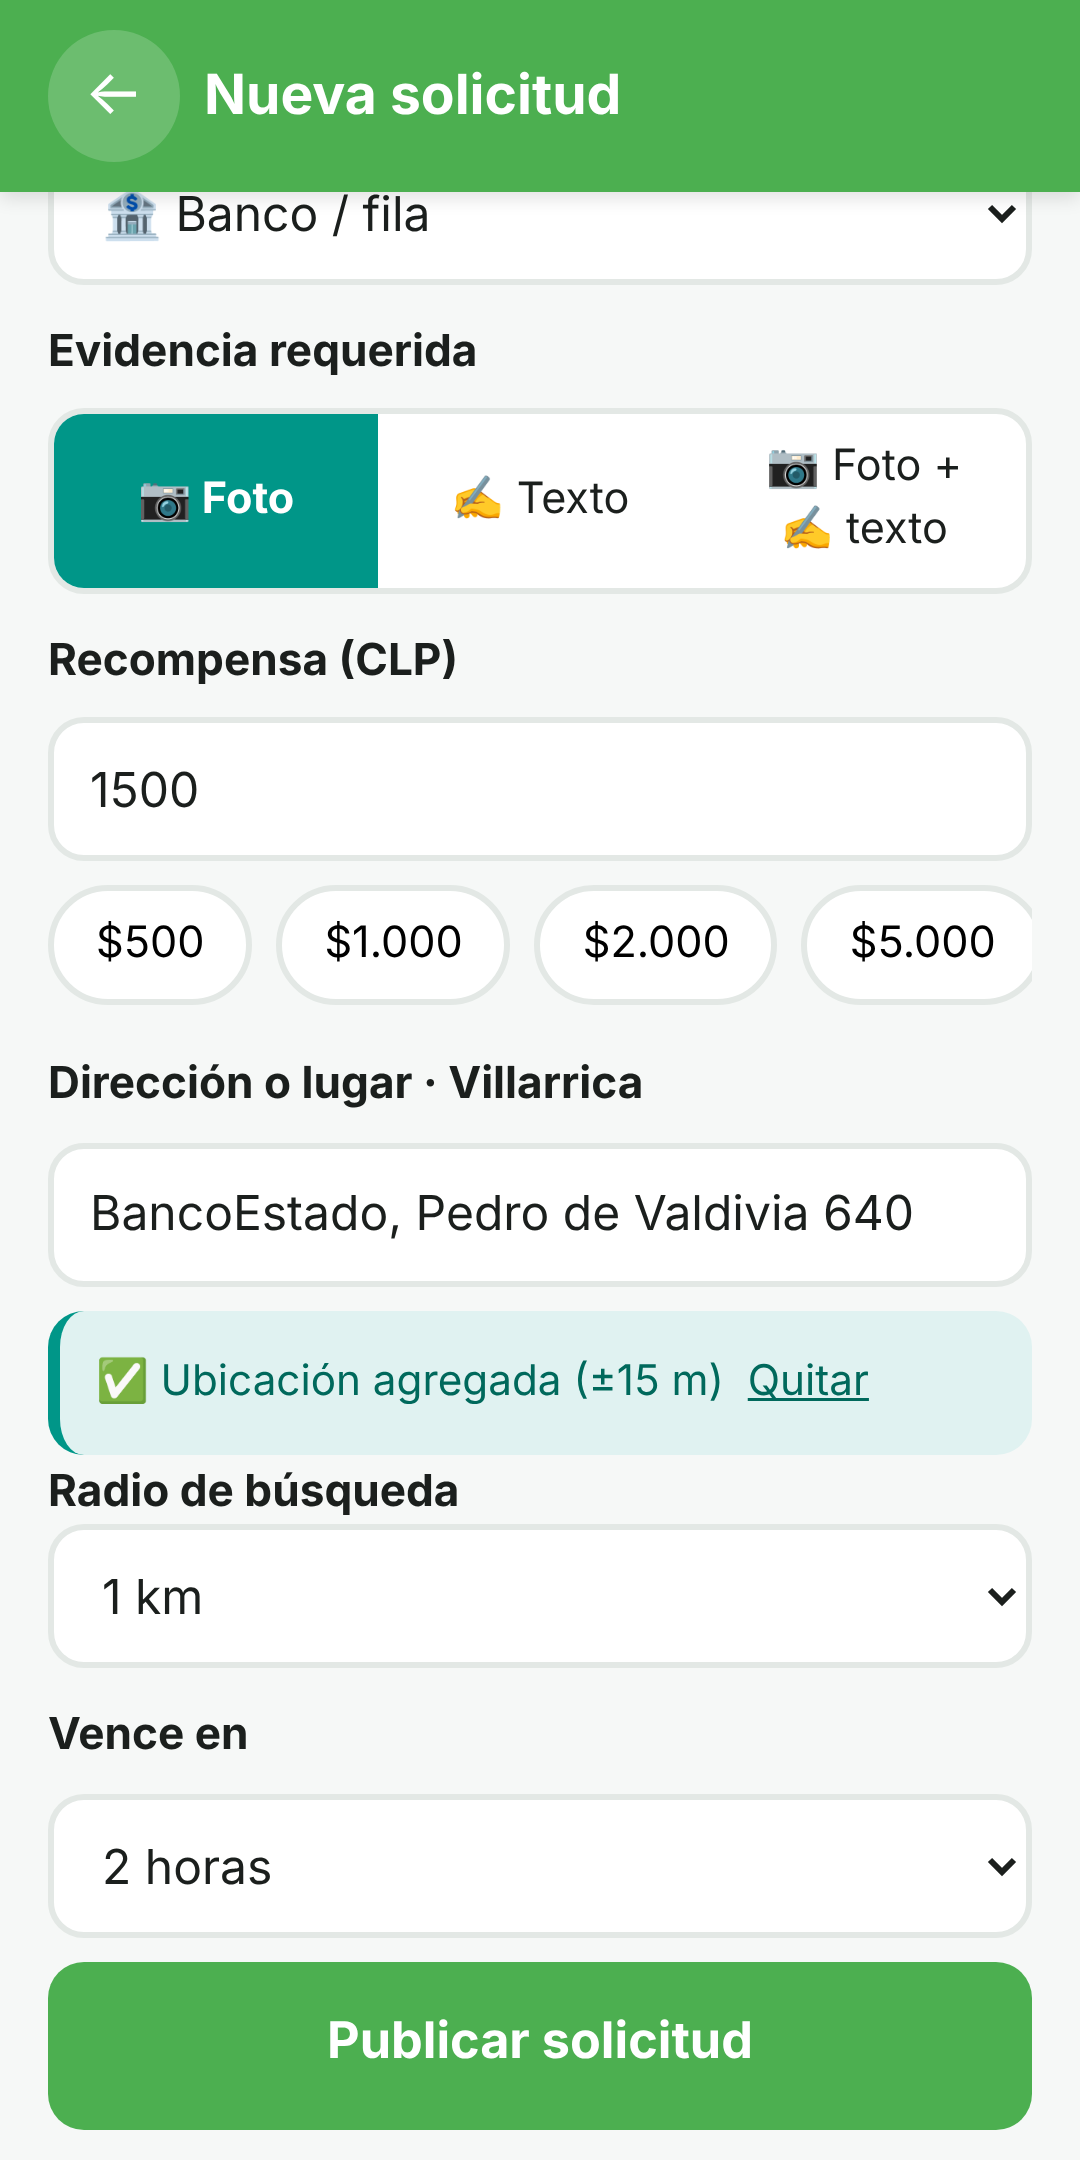 Nueva solicitud
🏦 Banco / fila
Evidencia requerida
📷 Foto
✍️ Texto
📷 Foto +
✍️ texto
Recompensa (CLP)
1500
$500
$1.000
$2.000
$5.000
Dirección o lugar · Villarrica
BancoEstado, Pedro de Valdivia 640
✅ Ubicación agregada (±15 m) Quitar
Radio de búsqueda
1 km
Vence en
2 horas
Publicar solicitud